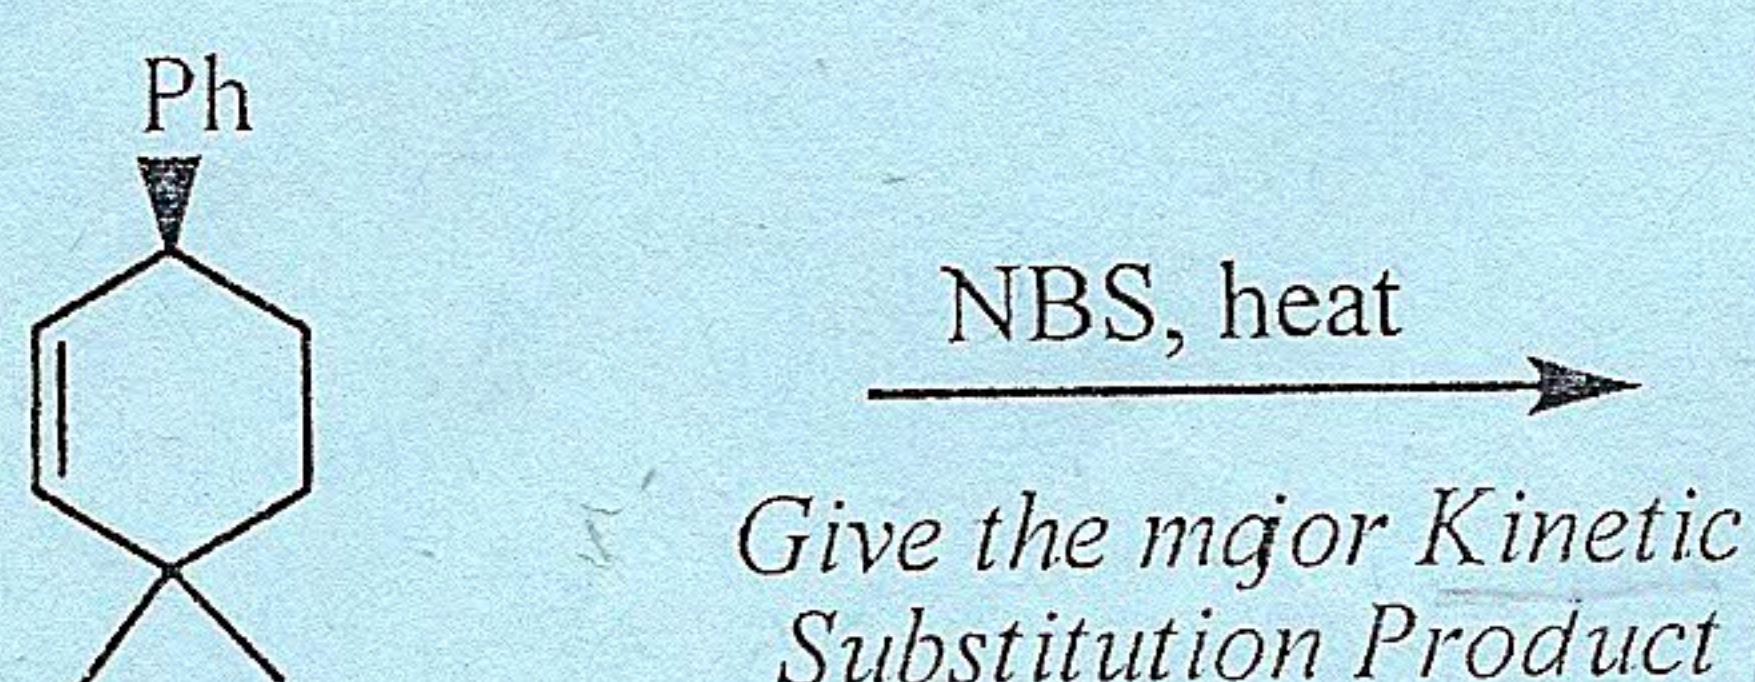 Ph
NBS, heat
Give the major Kinetic
Substitution Product